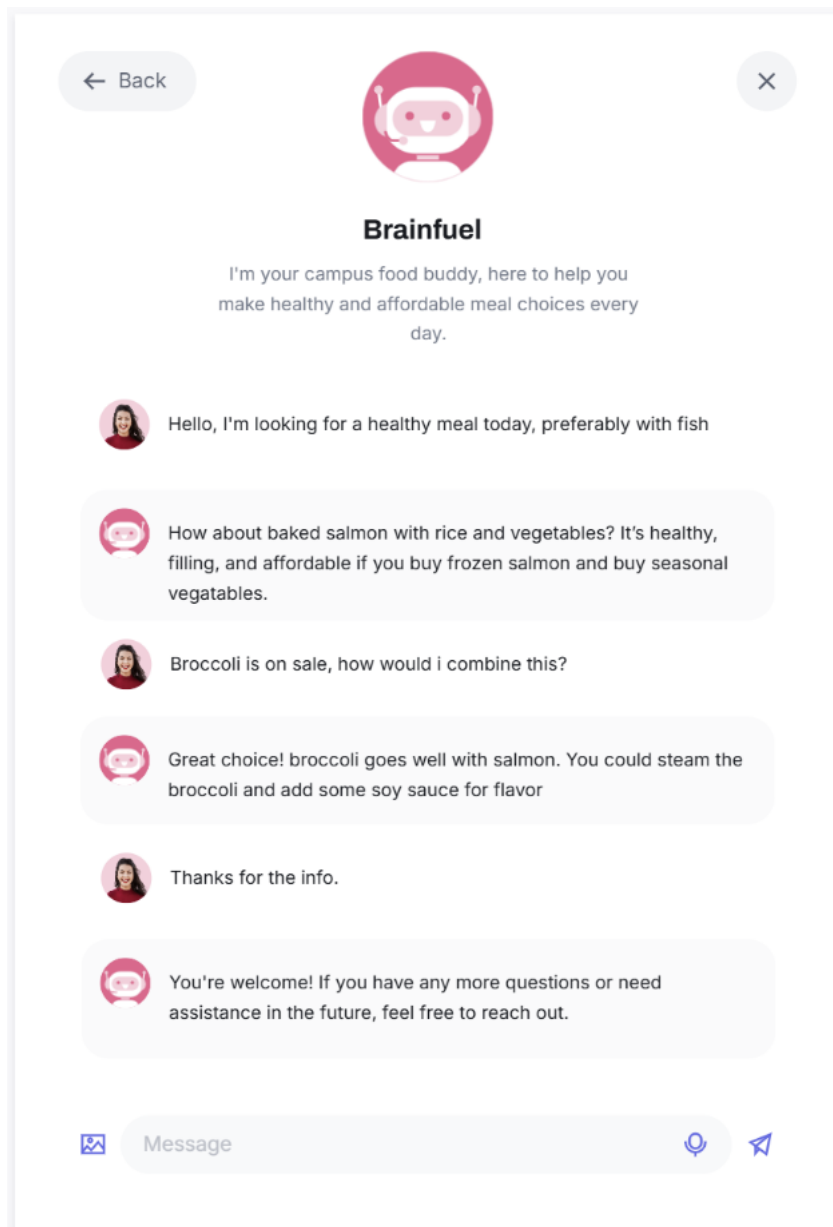 Back
Brainfuel
I'm your campus food buddy, here to help you
make healthy and affordable meal choices every
day.
Hello, I'm looking for a healthy meal today, preferably with fish
How about baked salmon with rice and vegetables? It’s healthy,
filling, and affordable if you buy frozen salmon and buy seasonal
vegatables.
Broccoli is on sale, how would i combine this?
Great choice! broccoli goes well with salmon. You could steam the
broccoli and add some soy sauce for flavor
Thanks for the info.
You're welcome! If you have any more questions or need
assistance in the future, feel free to reach out.
Message